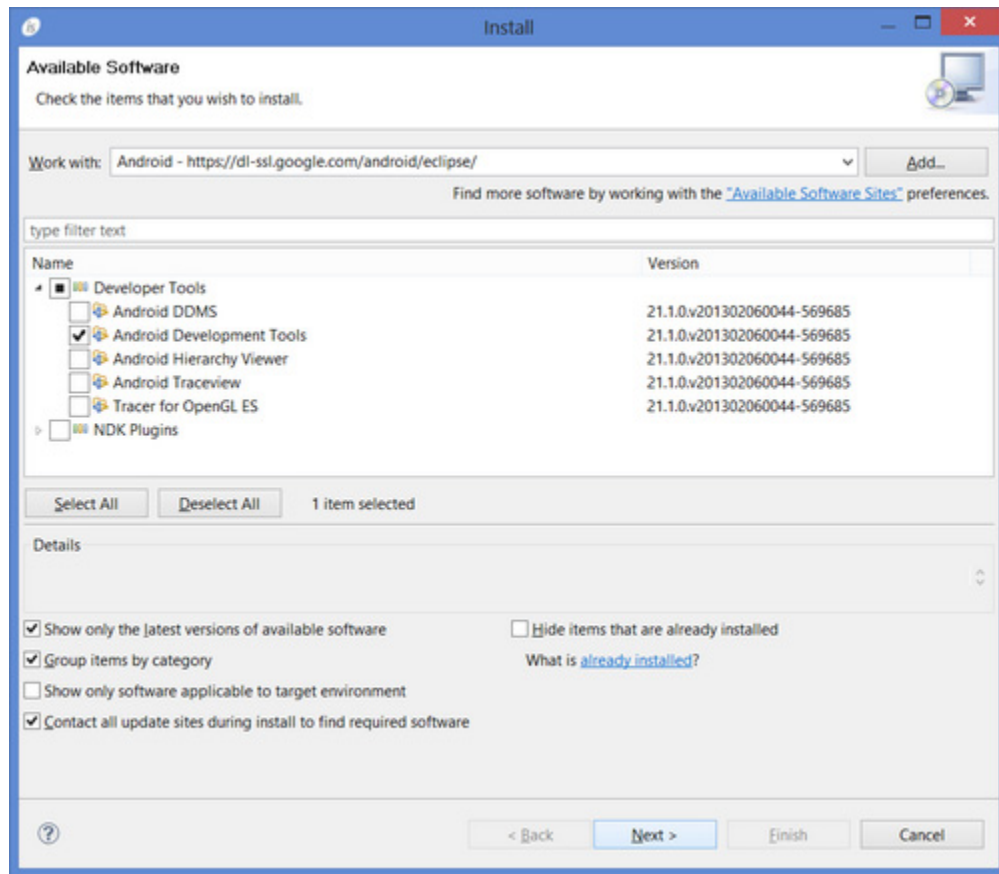 Install
Available Software
Check the items that you wish to install.
Work with: Android - https://dl-ssl.google.com/android/eclipse/ Add...
Find more software by working with the "Available Software Sites" preferences.
type filter text
Name Version
Developer Tools
Android DDMS 21.1.0.v201302060044-569685
Android Development Tools 21.1.0.v201302060044-569685
Android Hierarchy Viewer 21.1.0.v201302060044-569685
Android Traceview 21.1.0.v201302060044-569685
Tracer for OpenGL ES 21.1.0.v201302060044-569685
NDK Plugins
Select All Deselect All 1 item selected
Details
Show only the latest versions of available software Hide items that are already installed
Group items by category What is already installed?
Show only software applicable to target environment
Contact all update sites during install to find required software
< Back Next > Finish Cancel